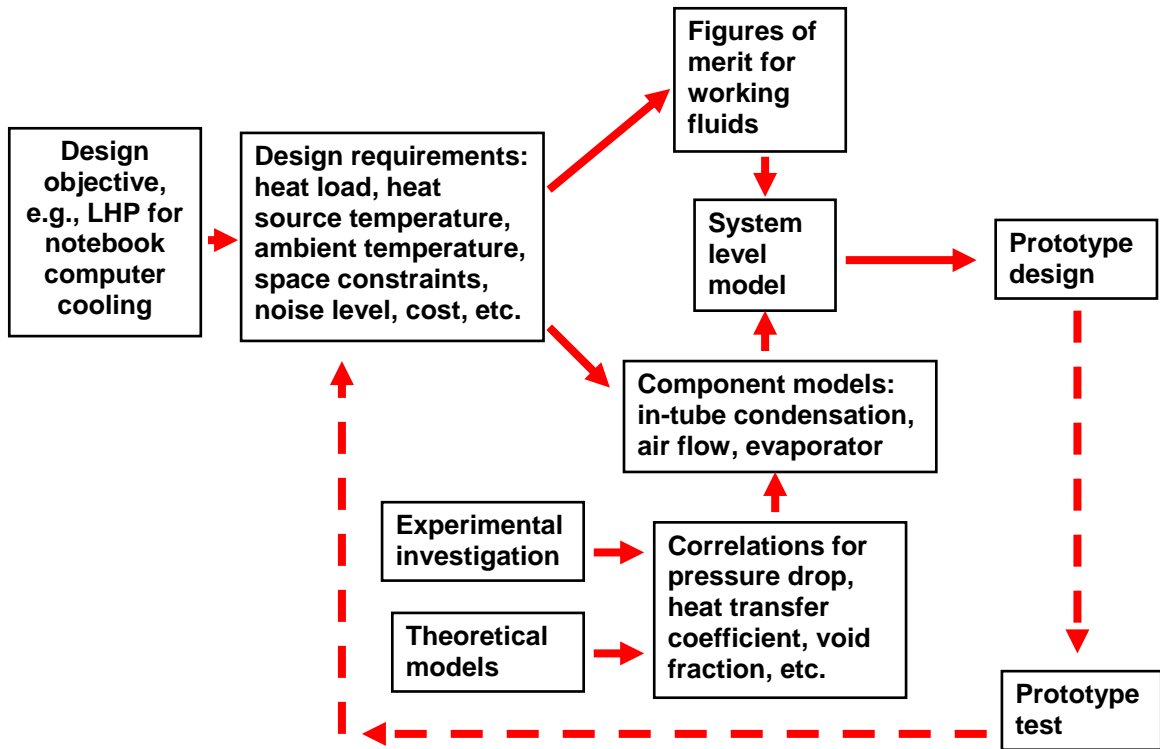 Design
objective,
e.g., LHP for
notebook
computer
cooling
Design requirements:
heat load, heat
source temperature,
ambient temperature,
space constraints,
noise level, cost, etc.
Figures of
merit for
working
fluids
System
level
model
Prototype
design
Component models:
in-tube condensation,
air flow, evaporator
Experimental
investigation
Theoretical
models
Correlations for
pressure drop,
heat transfer
coefficient, void
fraction, etc.
Prototype
test